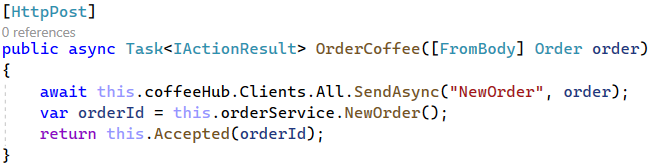 [HttpPost]
0 references
public async Task<IActionResult> OrderCoffee([FromBody] Order order)
{
    await this.coffeeHub.Clients.All.SendAsync("NewOrder", order);
    var orderId = this.orderService.NewOrder();
    return this.Accepted(orderId);
}